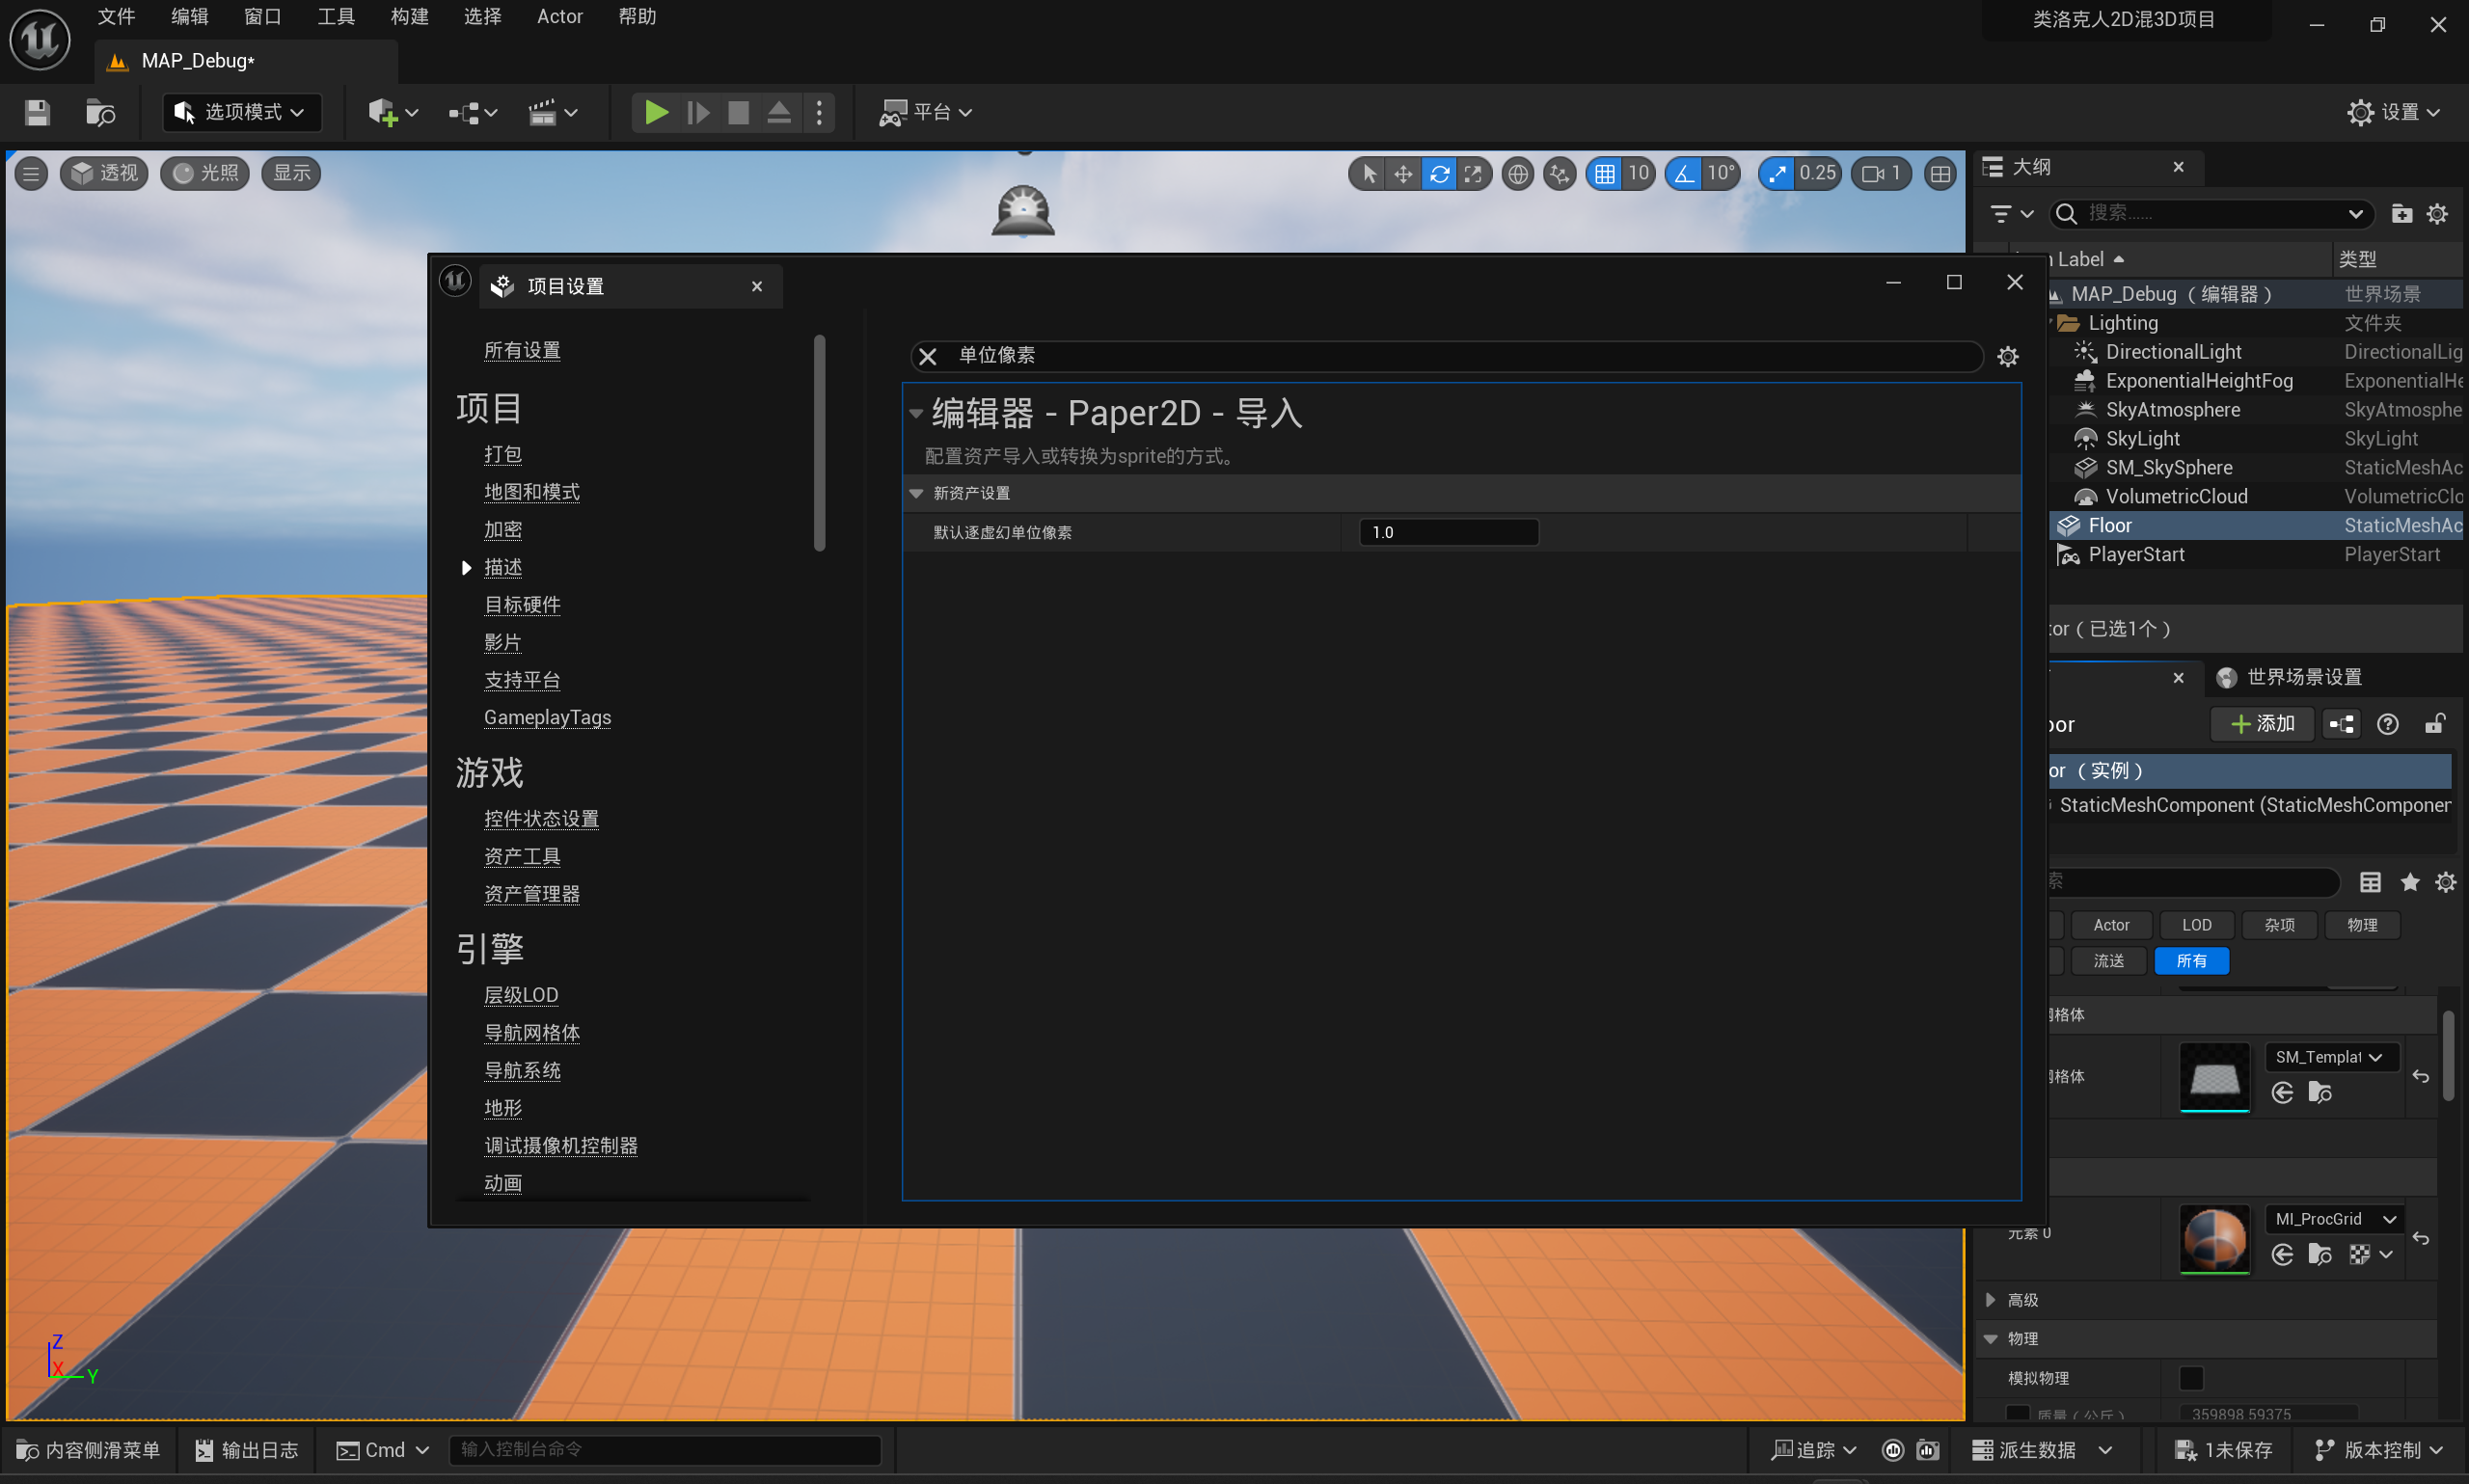 文件 编辑 窗口 工具 构建 选择 Actor 帮助
类洛克人2D混3D项目
MAP_Debug*
选项模式
平台
设置
透视 光照 显示
10 10° 0.25 1
大纲
搜索......
Label 类型
MAP_Debug（编辑器） 世界场景
Lighting 文件夹
DirectionalLight DirectionalLig
ExponentialHeightFog ExponentialHe
SkyAtmosphere SkyAtmosphe
SkyLight SkyLight
SM_SkySphere StaticMeshAc
VolumetricCloud VolumetricClo
Floor StaticMeshAc
PlayerStart PlayerStart
tor（已选1个）
世界场景设置
oor
添加
or（实例）
StaticMeshComponent (StaticMeshComponen
索
Actor LOD 杂项 物理
流送 所有
网格体
网格体
SM_Templat
元素 0
MI_ProcGrid
高级
物理
模拟物理
质量（公斤） 359898.59375
项目设置
所有设置
项目
打包
地图和模式
加密
描述
目标硬件
影片
支持平台
GameplayTags
游戏
控件状态设置
资产工具
资产管理器
引擎
层级LOD
导航网格体
导航系统
地形
调试摄像机控制器
动画
单位像素
编辑器 - Paper2D - 导入
配置资产导入或转换为sprite的方式。
新资产设置
默认逐虚幻单位像素 1.0
Z
X
Y
内容侧滑菜单 输出日志 Cmd 输入控制台命令
追踪 派生数据 1未保存 版本控制